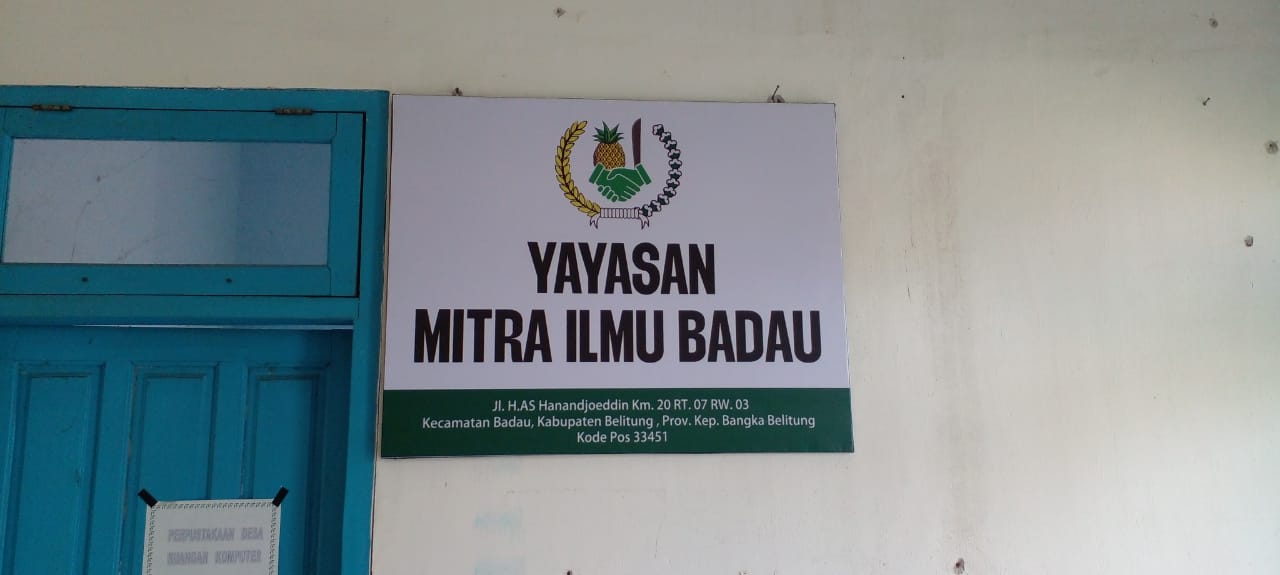 YAYASAN
MITRA ILMU BADAU
Jl. H.AS Hanandjoeddin Km. 20 RT. 07 RW. 03
Kecamatan Badau, Kabupaten Belitung , Prov. Kep. Bangka Belitung
Kode Pos 33451
PERPUSTAKAAN DESA
RUANGAN KOMPUTER